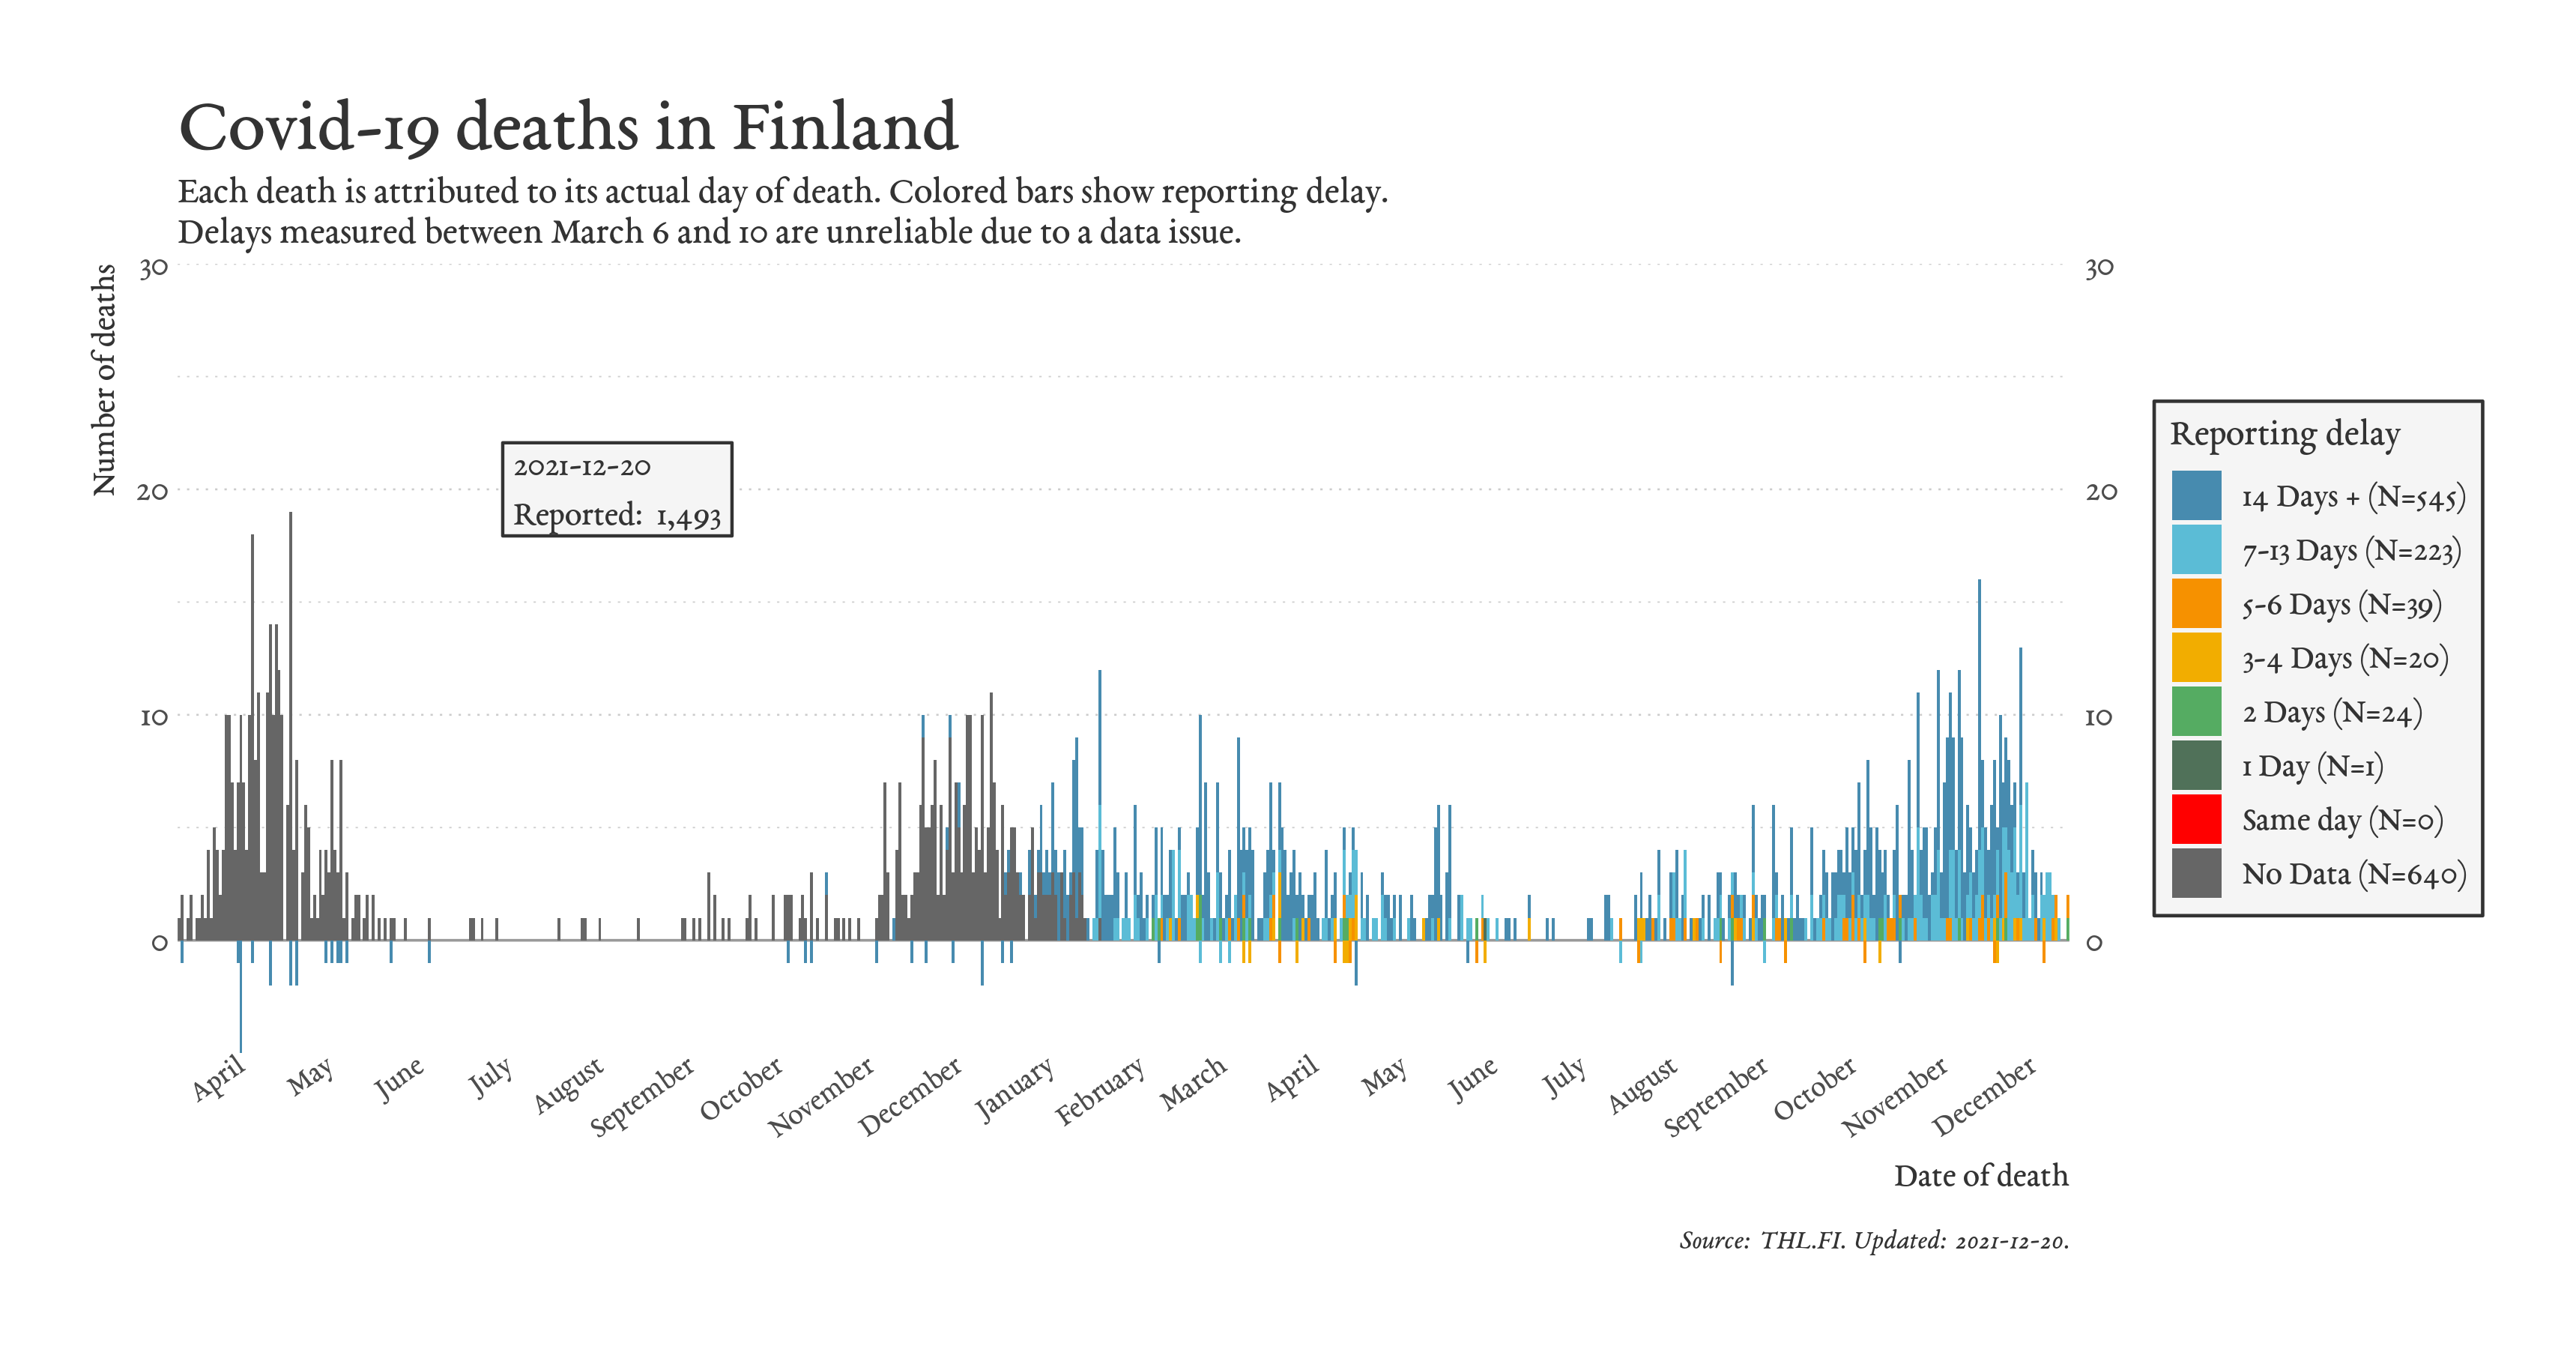 Covid-19 deaths in Finland
Each death is attributed to its actual day of death. Colored bars show reporting delay.
Delays measured between March 6 and 10 are unreliable due to a data issue.
Number of deaths
30
20
10
0
30
20
10
0
2021-12-20
Reported: 1,493
Reporting delay
14 Days + (N=545)
7-13 Days (N=223)
5-6 Days (N=39)
3-4 Days (N=20)
2 Days (N=24)
1 Day (N=1)
Same day (N=0)
No Data (N=640)
April
May
June
July
August
September
October
November
December
January
February
March
April
May
June
July
August
September
October
November
December
Date of death
Source: THL.FI. Updated: 2021-12-20.